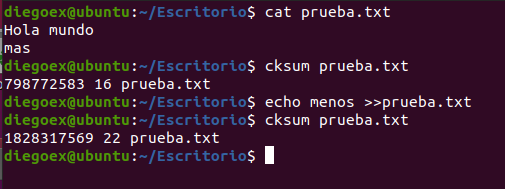 diegoex@ubuntu:~/Escritorio$ cat prueba.txt
Hola mundo
mas
diegoex@ubuntu:~/Escritorio$ cksum prueba.txt
798772583 16 prueba.txt
diegoex@ubuntu:~/Escritorio$ echo menos >>prueba.txt
diegoex@ubuntu:~/Escritorio$ cksum prueba.txt
1828317569 22 prueba.txt
diegoex@ubuntu:~/Escritorio$